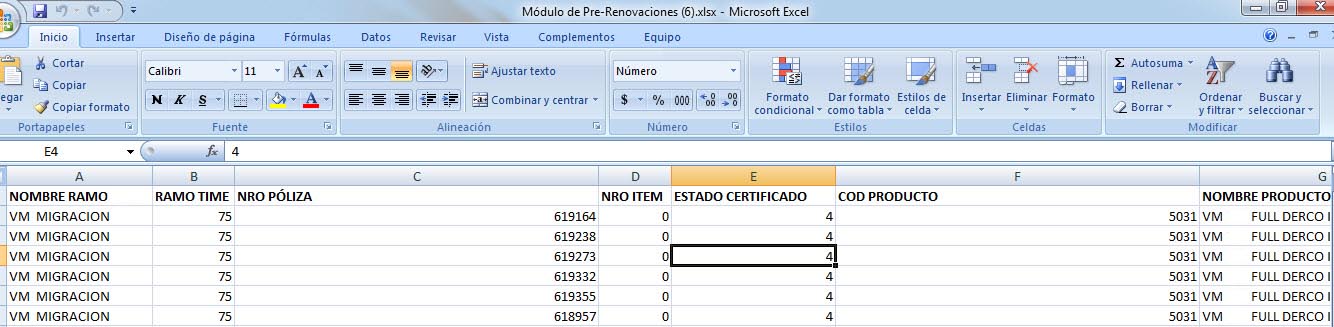 Módulo de Pre-Renovaciones (6).xlsx - Microsoft Excel
Inicio Insertar Diseño de página Fórmulas Datos Revisar Vista Complementos Equipo
Cortar
Copiar
Copiar formato
Portapapeles
Calibri 11
N K S
Fuente
Ajustar texto
Combinar y centrar
Alineación
Número
$ % 000
Número
Formato condicional
Dar formato como tabla
Estilos de celda
Estilos
Insertar Eliminar Formato
Celdas
Autosuma
Rellenar
Borrar
Ordenar y filtrar
Buscar y seleccionar
Modificar
E4 fx 4
A B C D E F G
NOMBRE RAMO RAMO TIME NRO PÓLIZA NRO ITEM ESTADO CERTIFICADO COD PRODUCTO NOMBRE PRODUCTO
VM MIGRACION 75 619164 0 4 5031 VM FULL DERCO I
VM MIGRACION 75 619238 0 4 5031 VM FULL DERCO I
VM MIGRACION 75 619273 0 4 5031 VM FULL DERCO I
VM MIGRACION 75 619332 0 4 5031 VM FULL DERCO I
VM MIGRACION 75 619355 0 4 5031 VM FULL DERCO I
VM MIGRACION 75 618957 0 4 5031 VM FULL DERCO I